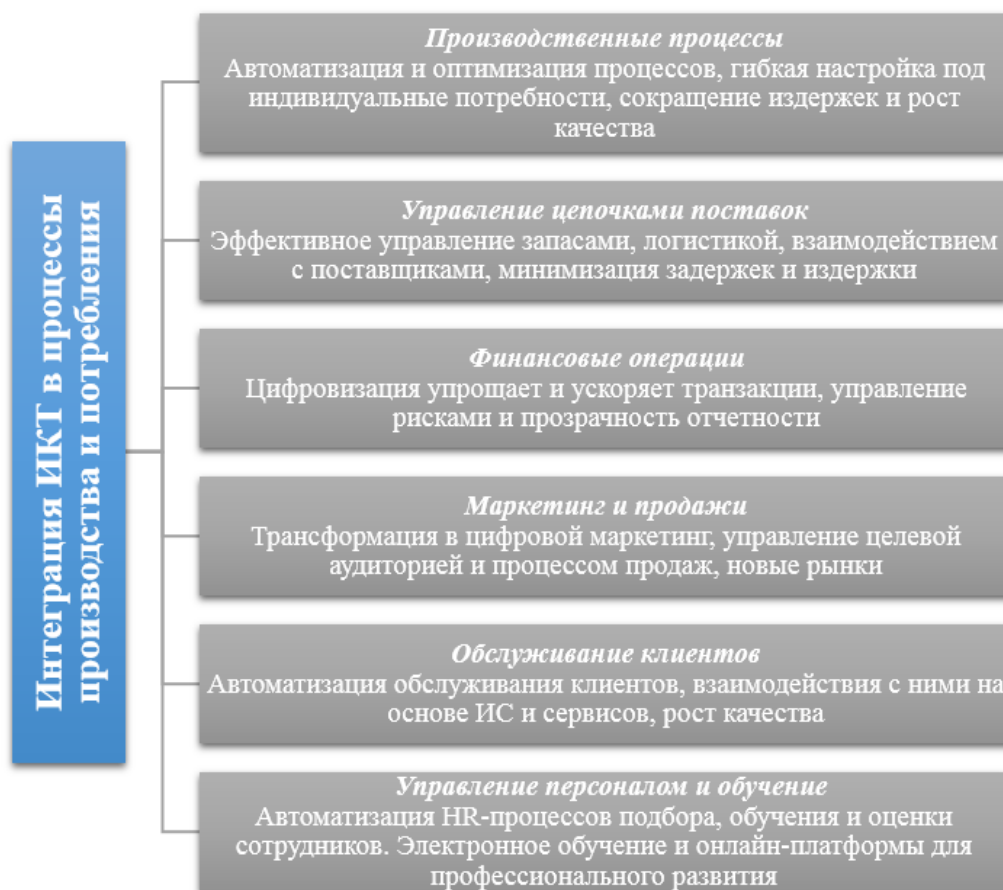 Интеграция ИКТ в процессы
производства и потребления
Производственные процессы
Автоматизация и оптимизация процессов, гибкая настройка под
индивидуальные потребности, сокращение издержек и рост
качества
Управление цепочками поставок
Эффективное управление запасами, логистикой, взаимодействием
с поставщиками, минимизация задержек и издержки
Финансовые операции
Цифровизация упрощает и ускоряет транзакции, управление
рисками и прозрачность отчетности
Маркетинг и продажи
Трансформация в цифровой маркетинг, управление целевой
аудиторией и процессом продаж, новые рынки
Обслуживание клиентов
Автоматизация обслуживания клиентов, взаимодействия с ними на
основе ИС и сервисов, рост качества
Управление персоналом и обучение
Автоматизация HR-процессов подбора, обучения и оценки
сотрудников. Электронное обучение и онлайн-платформы для
профессионального развития